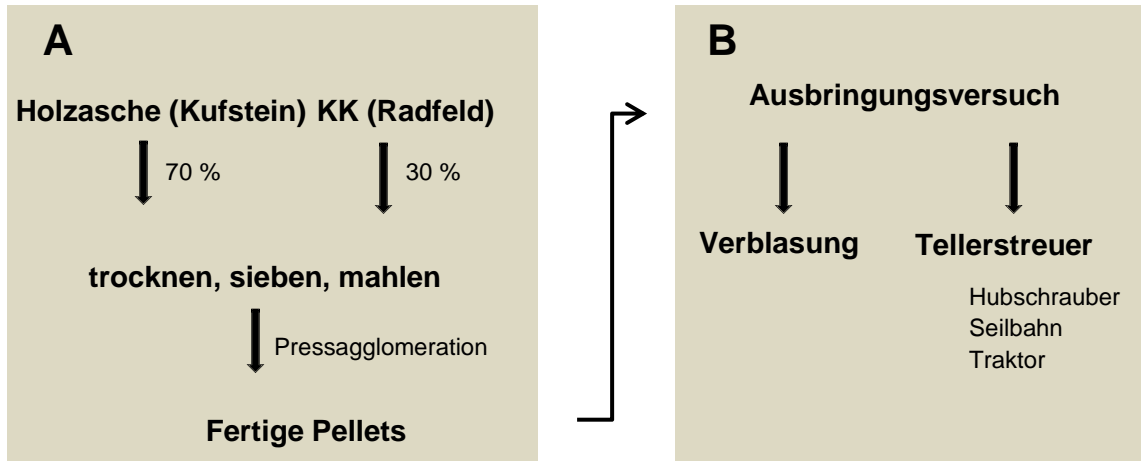 A
Holzasche (Kufstein) KK (Radfeld)
70 %
30 %
trocknen, sieben, mahlen
Pressagglomeration
Fertige Pellets
B
Ausbringungsversuch
Verblasung
Tellerstreuer
Hubschrauber
Seilbahn
Traktor